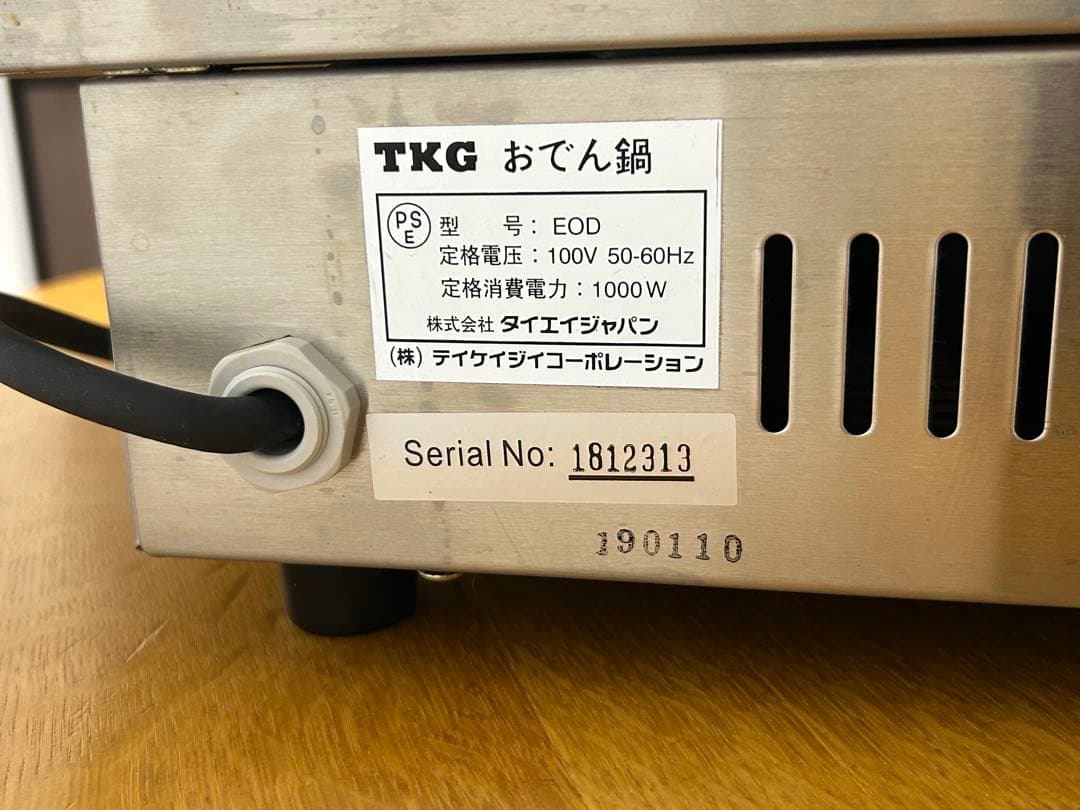 TKG おでん鍋
PSE 型 号： EOD
定格電圧：100V 50-60Hz
定格消費電力：1000W
株式会社 タイエイジャパン
(株) テイケイジイコーポレーション
Serial No: 1812313
190110